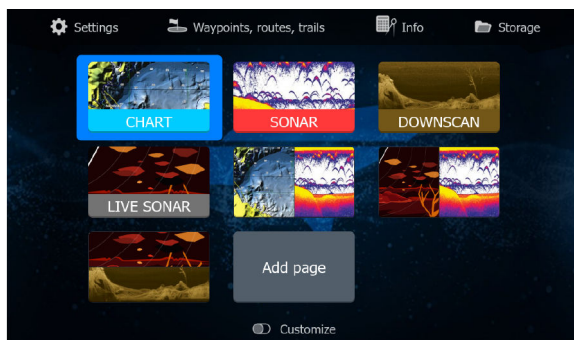 Settings
Waypoints, routes, trails
Info
Storage
CHART
SONAR
DOWNSCAN
LIVE SONAR
Add page
Customize